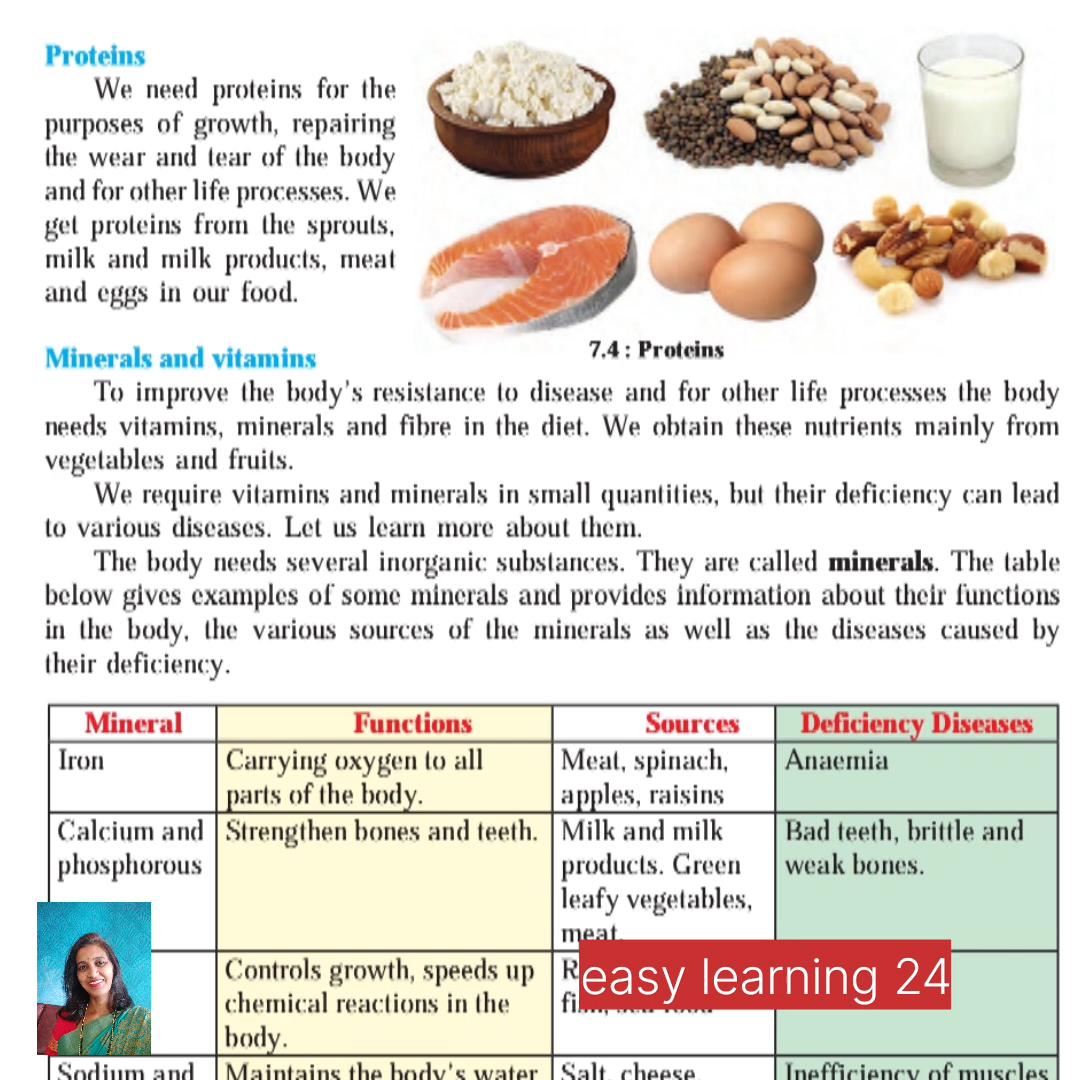 Proteins
We need proteins for the
purposes of growth, repairing
the wear and tear of the body
and for other life processes. We
get proteins from the sprouts,
milk and milk products, meat
and eggs in our food.
7.4 : Proteins
Minerals and vitamins
To improve the body's resistance to disease and for other life processes the body
needs vitamins, minerals and fibre in the diet. We obtain these nutrients mainly from
vegetables and fruits.
We require vitamins and minerals in small quantities, but their deficiency can lead
to various diseases. Let us learn more about them.
The body needs several inorganic substances. They are called minerals. The table
below gives examples of some minerals and provides information about their functions
in the body, the various sources of the minerals as well as the diseases caused by
their deficiency.
Mineral Functions Sources Deficiency Diseases
Iron Carrying oxygen to all Meat, spinach, Anaemia
parts of the body. apples, raisins
Calcium and Strengthen bones and teeth. Milk and milk Bad teeth, brittle and
phosphorous products. Green weak bones.
leafy vegetables,
meat
Controls growth, speeds up
chemical reactions in the
body.
easy learning 24
Sodium and Maintains the body's water Salt, cheese, Inefficiency of muscles